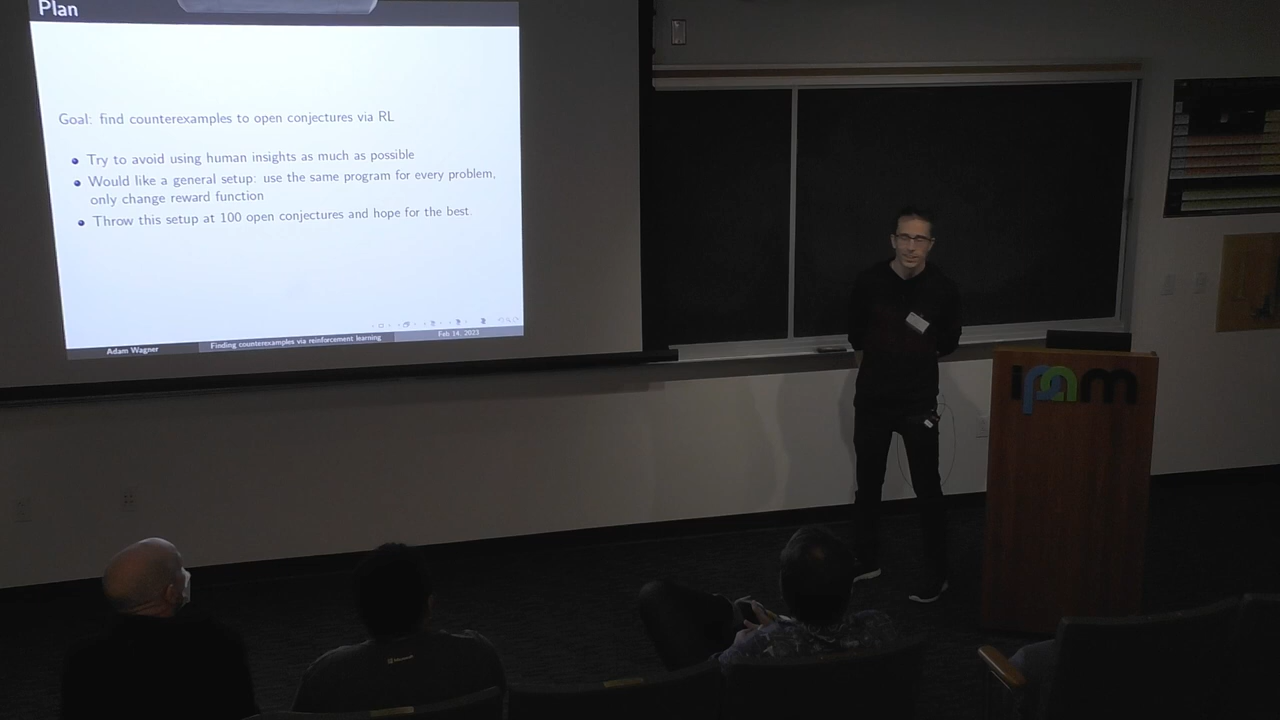 Plan
Goal: find counterexamples to open conjectures via RL
Try to avoid using human insights as much as possible
Would like a general setup: use the same program for every problem,
only change reward function
Throw this setup at 100 open conjectures and hope for the best.
Adam Wagner
Finding counterexamples via reinforcement learning
Feb 14, 2023
ipam
Microsoft